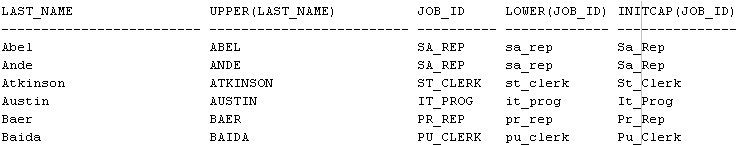 LAST_NAME UPPER(LAST_NAME) JOB_ID LOWER(JOB_ID) INITCAP(JOB_ID)
------------------------- ------------------------- ---------- ------------- ---------------
Abel ABEL SA_REP sa_rep Sa_Rep
Ande ANDE SA_REP sa_rep Sa_Rep
Atkinson ATKINSON ST_CLERK st_clerk St_Clerk
Austin AUSTIN IT_PROG it_prog It_Prog
Baer BAER PR_REP pr_rep Pr_Rep
Baida BAIDA PU_CLERK pu_clerk Pu_Clerk